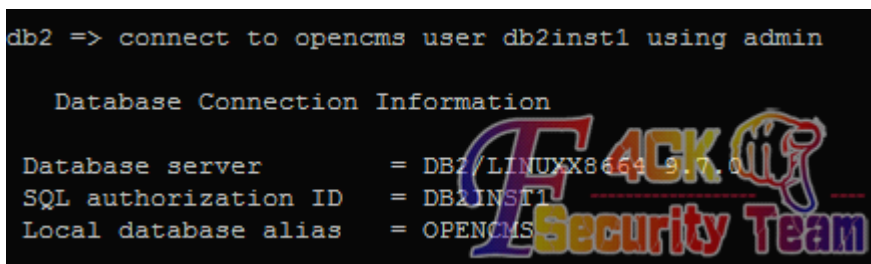 db2 => connect to opencms user db2inst1 using admin
Database Connection Information
Database server = DB2/LINUXX8664 9.7.0
SQL authorization ID = DB2INST1
Local database alias = OPENCMS
F4CK
Security Team